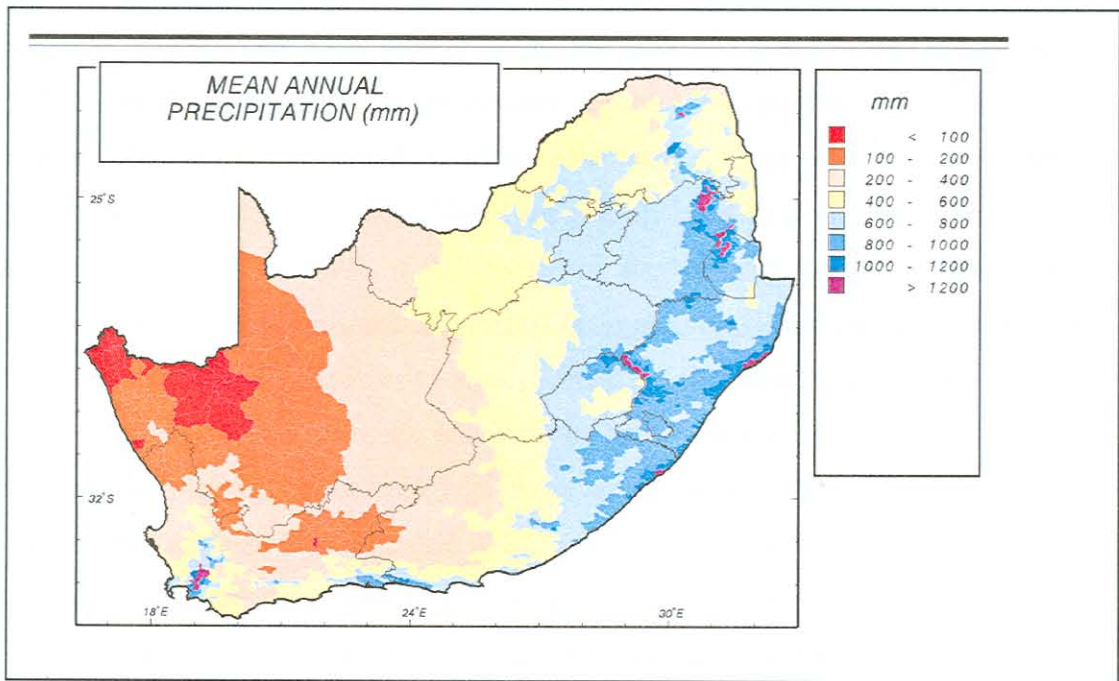 MEAN ANNUAL
PRECIPITATION (mm)
mm
< 100
100 - 200
200 - 400
400 - 600
600 - 800
800 - 1000
1000 - 1200
> 1200
25°S
32°S
18°E
24°E
30°E